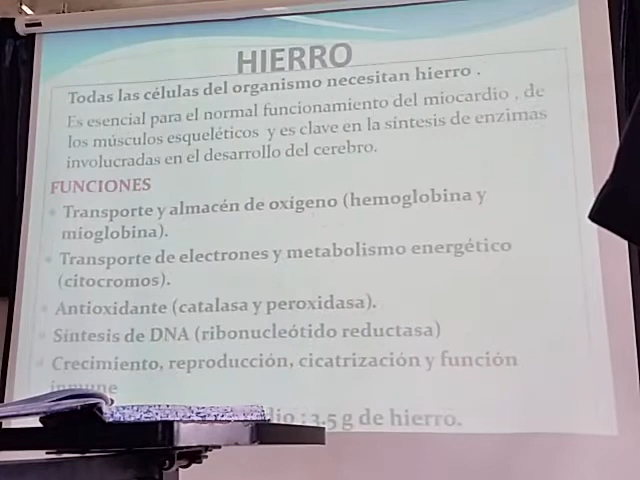 HIERRO
Todas las células del organismo necesitan hierro .
Es esencial para el normal funcionamiento del miocardio , de
los músculos esqueléticos y es clave en la síntesis de enzimas
involucradas en el desarrollo del cerebro.
FUNCIONES
Transporte y almacén de oxígeno (hemoglobina y
mioglobina).
Transporte de electrones y metabolismo energético
(citocromos).
Antioxidante (catalasa y peroxidasa).
Síntesis de DNA (ribonucleótido reductasa)
Crecimiento, reproducción, cicatrización y función
inmune
: 3.5 g de hierro.